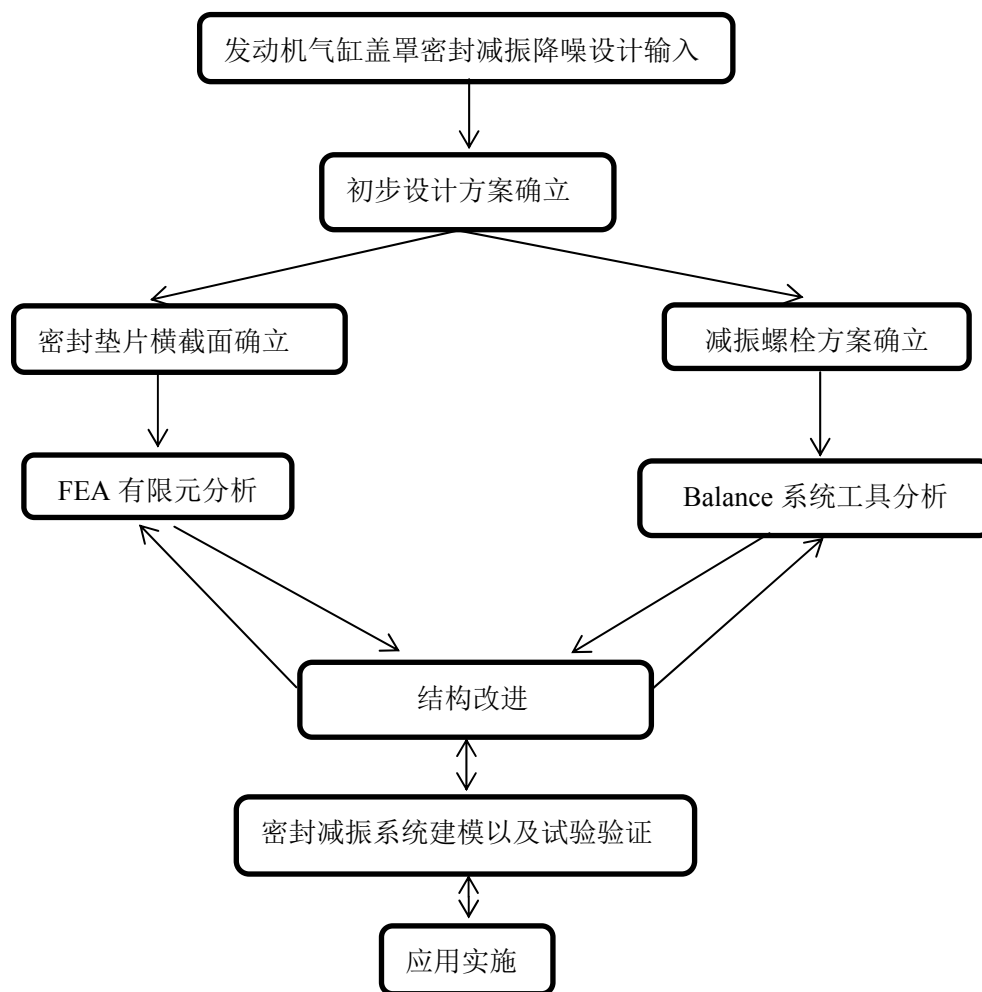 发动机气缸盖罩密封减振降噪设计输入
初步设计方案确立
密封垫片横截面确立
减振螺栓方案确立
FEA 有限元分析
Balance 系统工具分析
结构改进
密封减振系统建模以及试验验证
应用实施